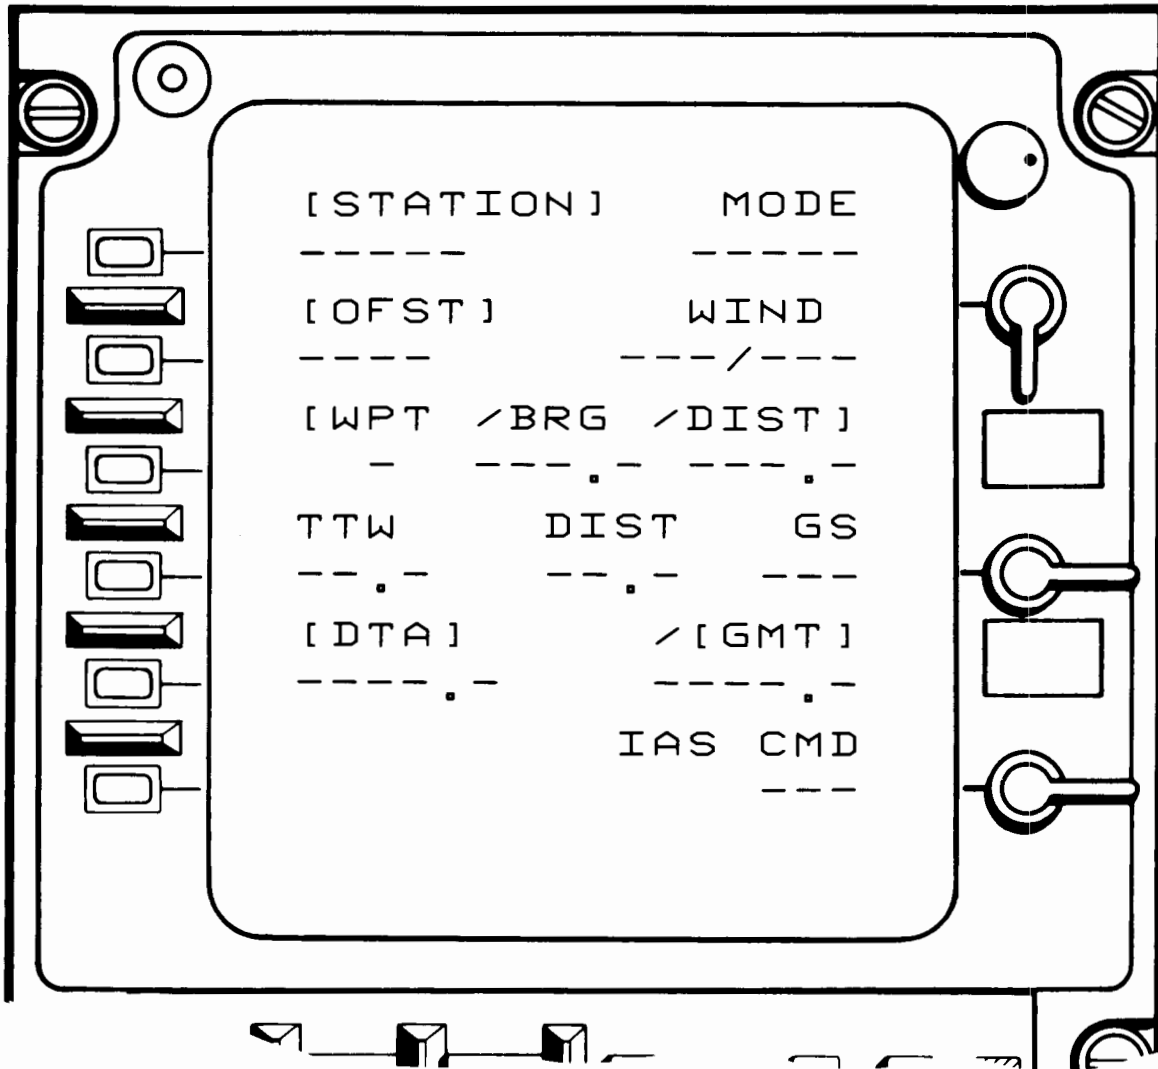 [STATION] MODE
----- -----
[OFST] WIND
---- ---/---
[WPT /BRG /DIST]
- ---.- ---.-
TTW DIST GS
--.- --.- ---
[DTA] /[GMT]
----.- ----.-
IAS CMD
---